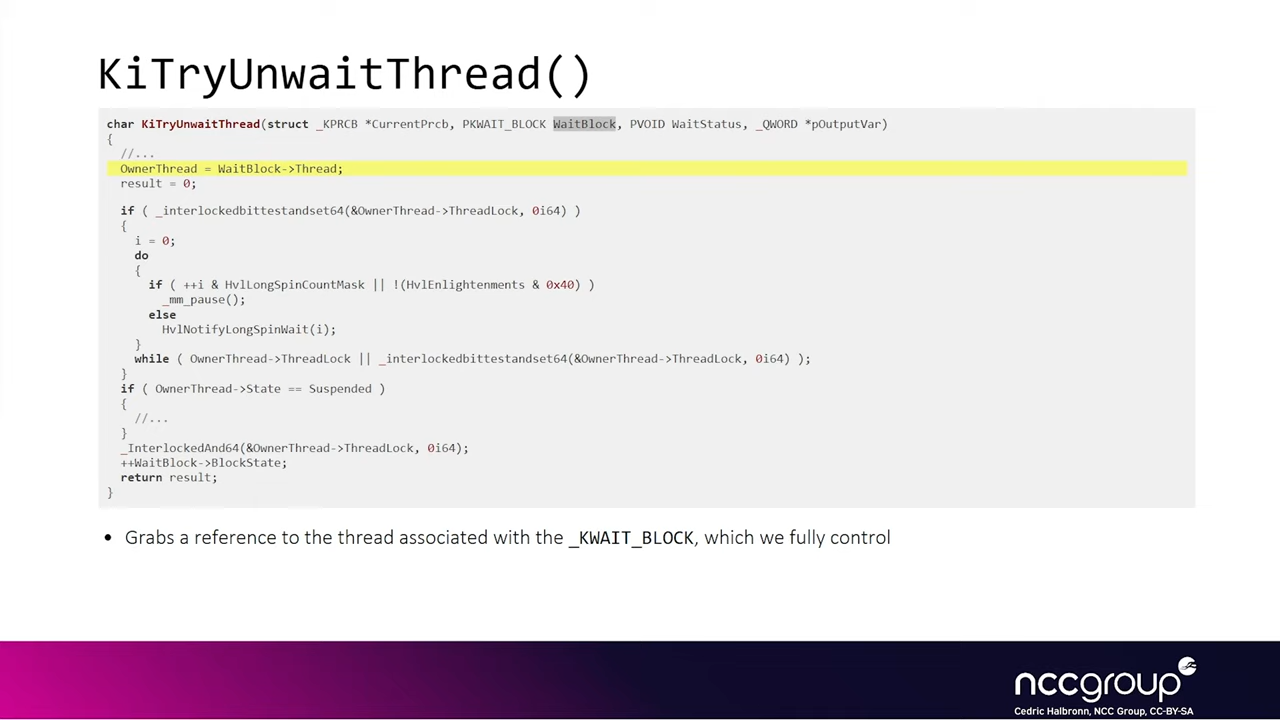 KiTryUnwaitThread()
char KiTryUnwaitThread(struct _KPRCB *CurrentPrcb, PKWAIT_BLOCK WaitBlock, PVOID WaitStatus, _QWORD *pOutputVar)
{
//...
OwnerThread = WaitBlock->Thread;
result = 0;
if ( _interlockedbittestandset64(&OwnerThread->ThreadLock, 0i64) )
{
i = 0;
do
{
if ( ++i & HvlLongSpinCountMask || !(HvlEnlightenments & 0x40) )
_mm_pause();
else
HvlNotifyLongSpinWait(i);
}
while ( OwnerThread->ThreadLock || _interlockedbittestandset64(&OwnerThread->ThreadLock, 0i64) );
}
if ( OwnerThread->State == Suspended )
{
//...
}
_InterlockedAnd64(&OwnerThread->ThreadLock, 0i64);
++WaitBlock->BlockState;
return result;
}
• Grabs a reference to the thread associated with the _KWAIT_BLOCK, which we fully control
nccgroup
Cedric Halbronn, NCC Group, CC-BY-SA